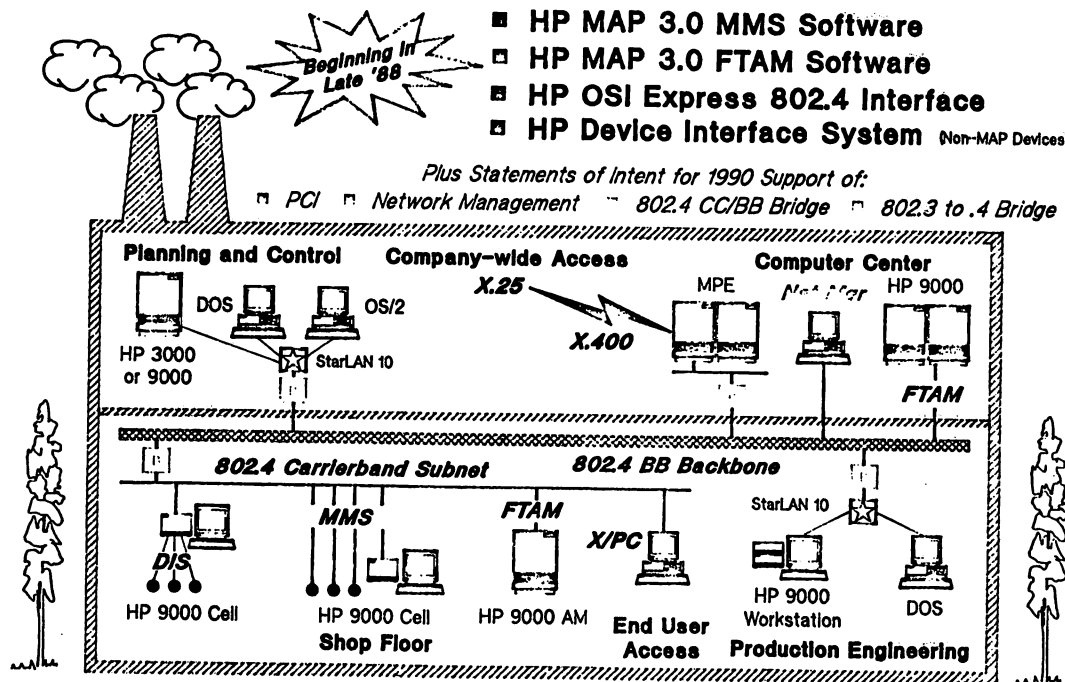 Beginning in
Late '88
HP MAP 3.0 MMS Software
HP MAP 3.0 FTAM Software
HP OSI Express 802.4 Interface
HP Device Interface System (Non-MAP Devices)
Plus Statements of Intent for 1990 Support of:
PCI Network Management 802.4 CC/BB Bridge 802.3 to .4 Bridge
Planning and Control
Company-wide Access
Computer Center
X.25
X.400
DOS
OS/2
HP 3000
or 9000
StarLAN 10
MPE
Net Mgr
HP 9000
FTAM
802.4 Carrierband Subnet
802.4 BB Backbone
DIS
HP 9000 Cell
MMS
HP 9000 Cell
Shop Floor
FTAM
HP 9000 AM
X/PC
End User
Access
StarLAN 10
HP 9000
Workstation
DOS
Production Engineering